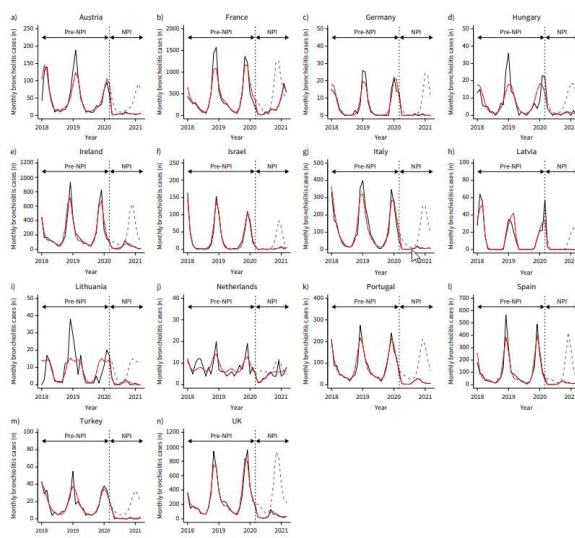 a) Austria
Pre-NPI NPI
Monthly bronchiolitis cases (n)
250
200
150
100
50
0
2018 2019 2020 2021
Year
b) France
Pre-NPI NPI
Monthly bronchiolitis cases (n)
2000
1500
1000
500
0
2018 2019 2020 2021
Year
c) Germany
Pre-NPI NPI
Monthly bronchiolitis cases (n)
50
40
30
20
10
0
2018 2019 2020 2021
Year
d) Hungary
Pre-NPI NPI
Monthly bronchiolitis cases (n)
50
40
30
20
10
0
2018 2019 2020
Year
e) Ireland
Pre-NPI NPI
Monthly bronchiolitis cases (n)
1200
1000
800
600
400
200
0
2018 2019 2020 2021
Year
f) Israel
Pre-NPI NPI
Monthly bronchiolitis cases (n)
250
200
150
100
50
0
2018 2019 2020 2021
Year
g) Italy
Pre-NPI NPI
Monthly bronchiolitis cases (n)
500
400
300
200
100
0
2018 2019 2020 2021
Year
h) Latvia
Pre-NPI NPI
Monthly bronchiolitis cases (n)
100
80
60
40
20
0
2018 2019 2020
Year
i) Lithuania
Pre-NPI NPI
Monthly bronchiolitis cases (n)
50
40
30
20
10
0
2018 2019 2020 2021
Year
j) Netherlands
Pre-NPI NPI
Monthly bronchiolitis cases (n)
40
30
20
10
0
2018 2019 2020 2021
Year
k) Portugal
Pre-NPI NPI
Monthly bronchiolitis cases (n)
400
300
200
100
0
2018 2019 2020 2021
Year
l) Spain
Pre-NPI NPI
Monthly bronchiolitis cases (n)
700
600
500
400
300
200
100
0
2018 2019 2020
Year
m) Turkey
Pre-NPI NPI
Monthly bronchiolitis cases (n)
100
80
60
40
20
0
2018 2019 2020 2021
Year
n) UK
Pre-NPI NPI
Monthly bronchiolitis cases (n)
1200
1000
800
600
400
200
0
2018 2019 2020 2021
Year